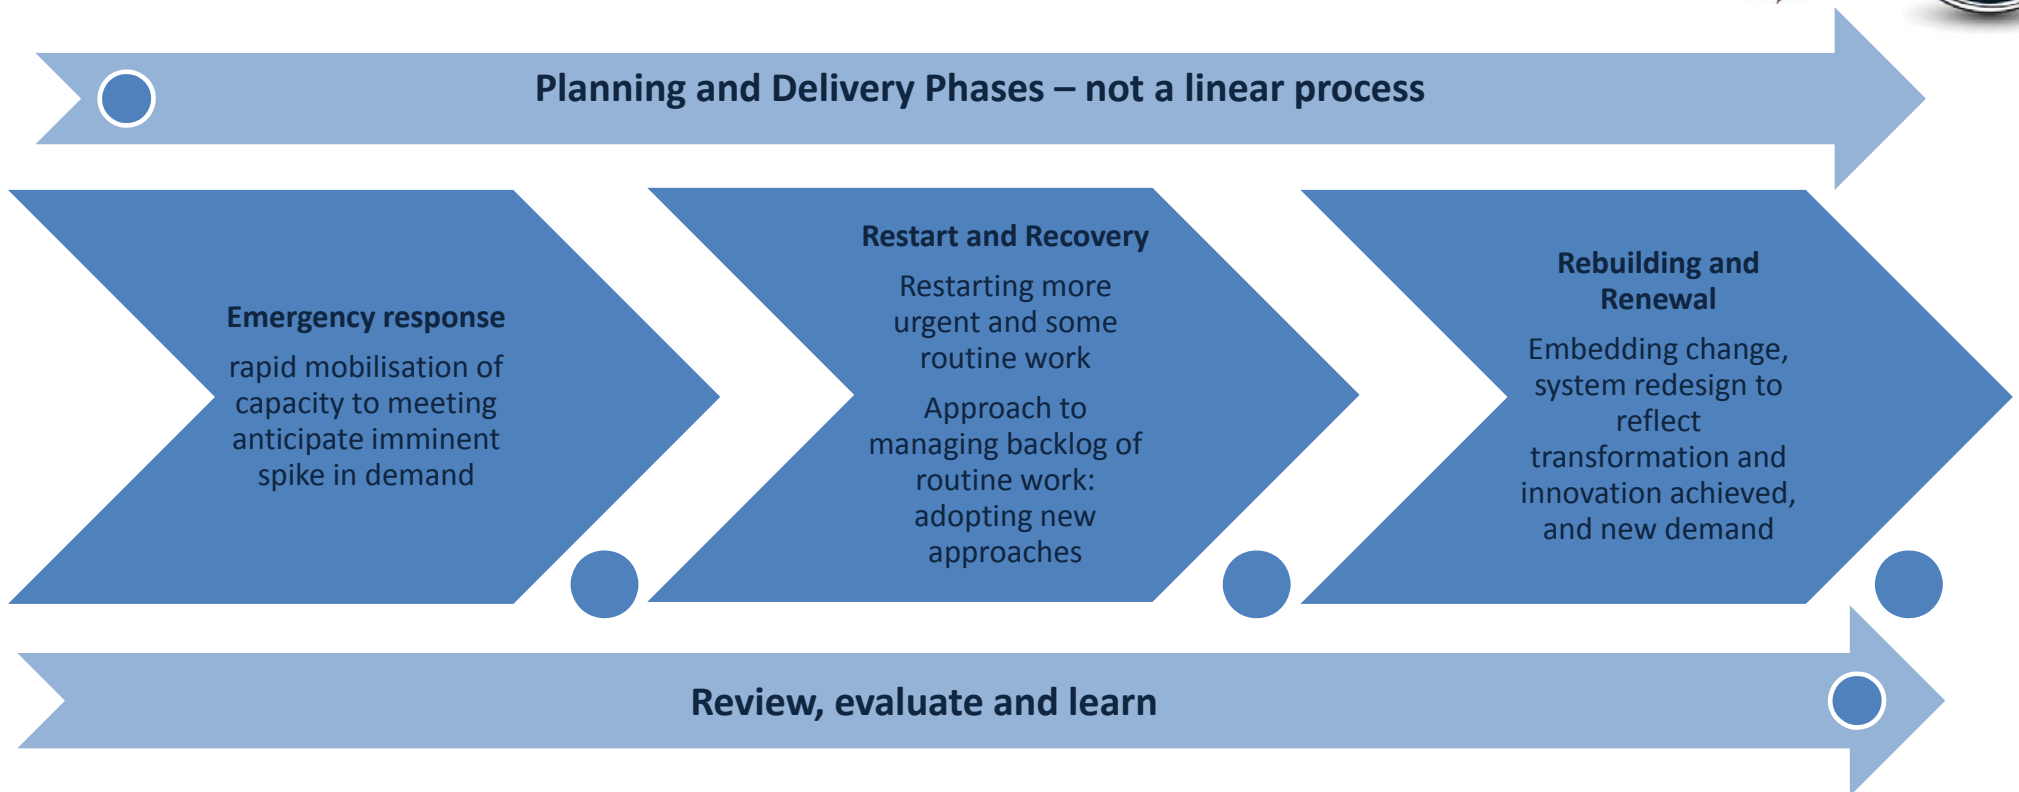 Planning and Delivery Phases – not a linear process
Emergency response
rapid mobilisation of
capacity to meeting
anticipate imminent
spike in demand
Restart and Recovery
Restarting more
urgent and some
routine work
Approach to
managing backlog of
routine work:
adopting new
approaches
Rebuilding and
Renewal
Embedding change,
system redesign to
reflect
transformation and
innovation achieved,
and new demand
Review, evaluate and learn